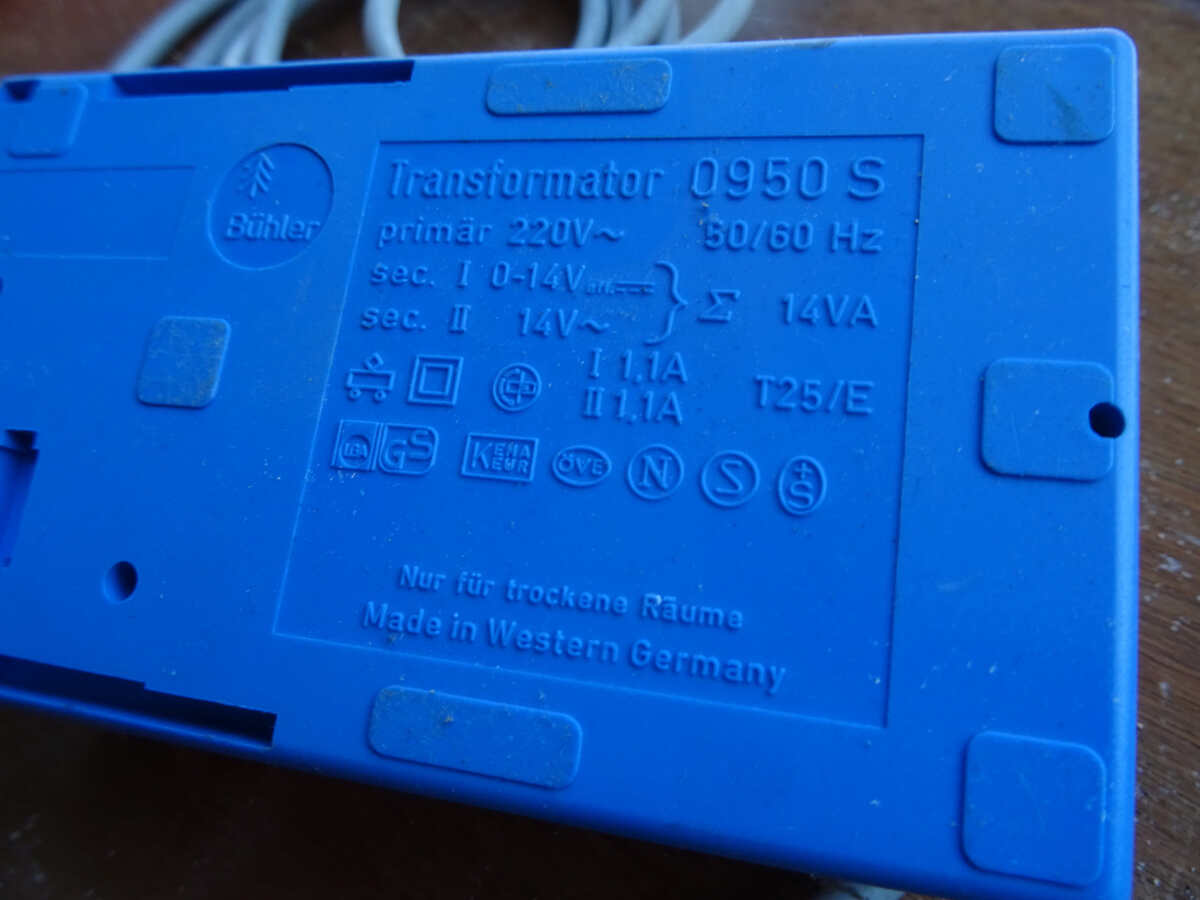 Bühler
Transformator 0950 S
primär 220V~ 50/60 Hz
sec. I 0-14V
sec. II 14V~ } Σ 14VA
I 1,1A
II 1,1A T25/E
GS KEMA KEUR ÖVE N S +S
Nur für trockene Räume
Made in Western Germany